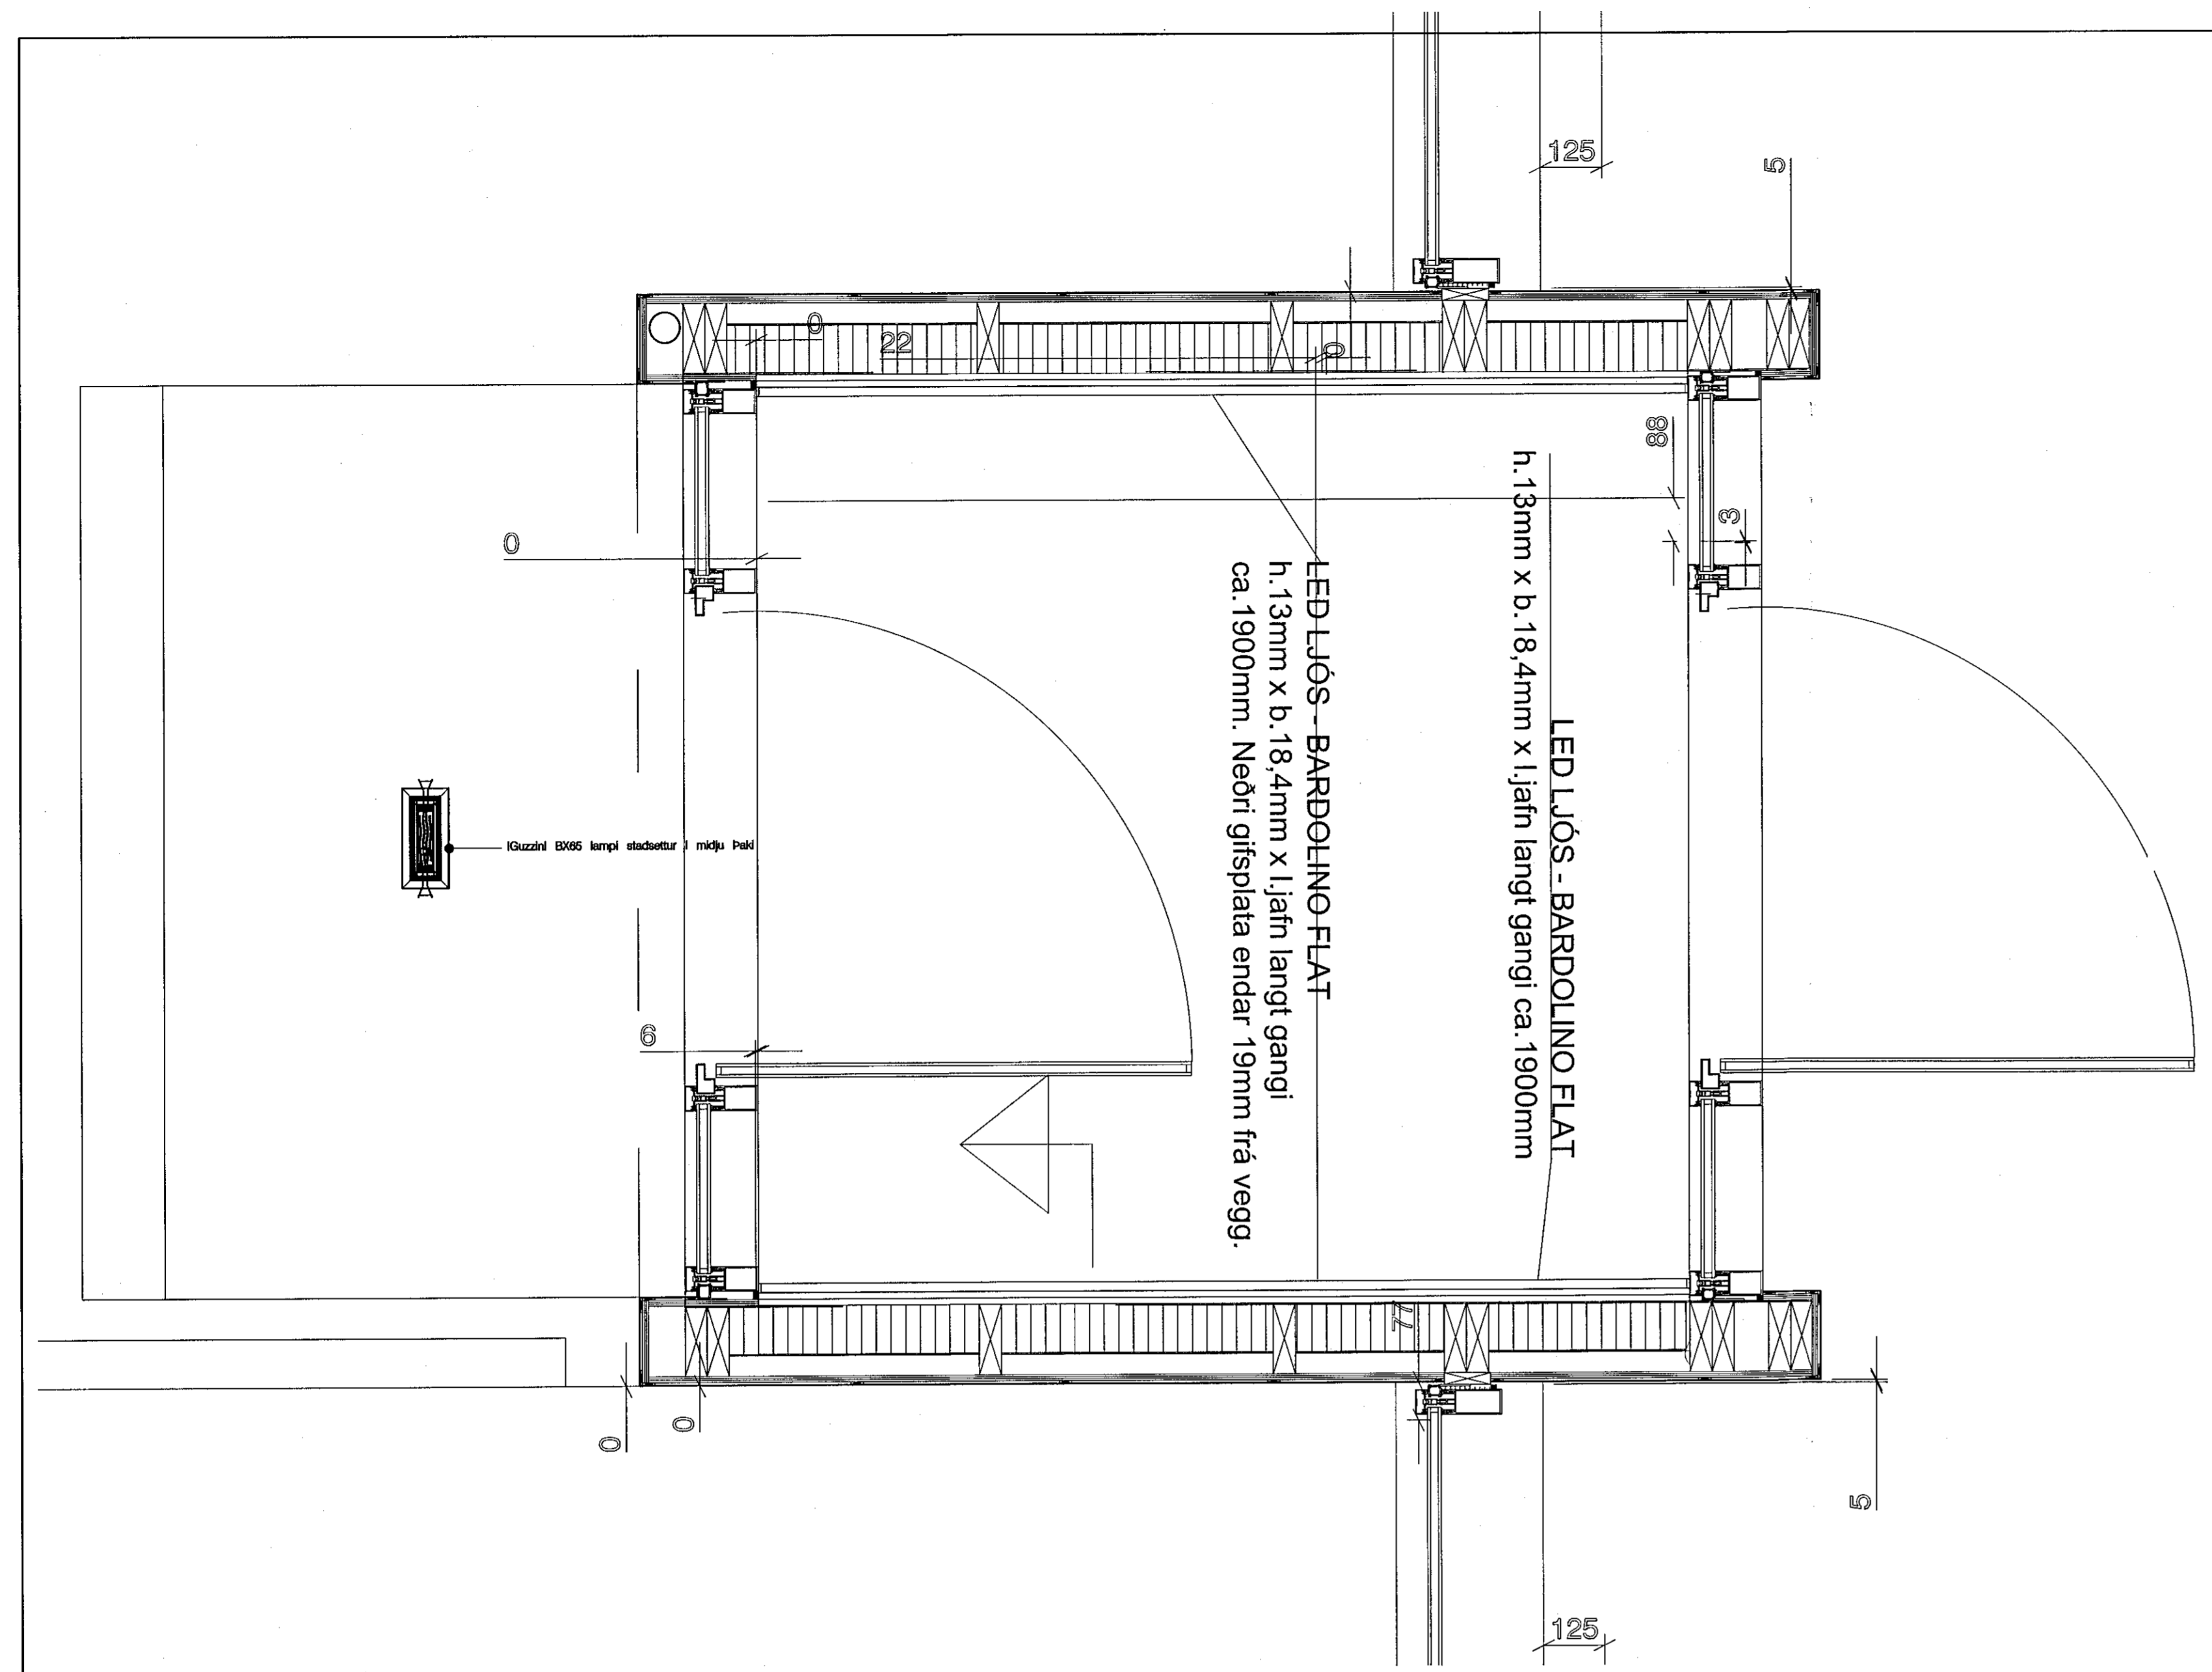 125
5
0
22
0
88
3
0
LED LJÓS - BARDOLINO FLAT
h.13mm x b.18,4mm x l.jafn langt gangi ca.1900mm
LED LJÓS - BARDOLINO FLAT
h.13mm x b.18,4mm x l.jafn langt gangi
ca.1900mm. Neðri gifsplata endar 19mm frá vegg.
iGuzzini BX65 lampi stadsettur i midju Þaki
6
77
0
0
5
125